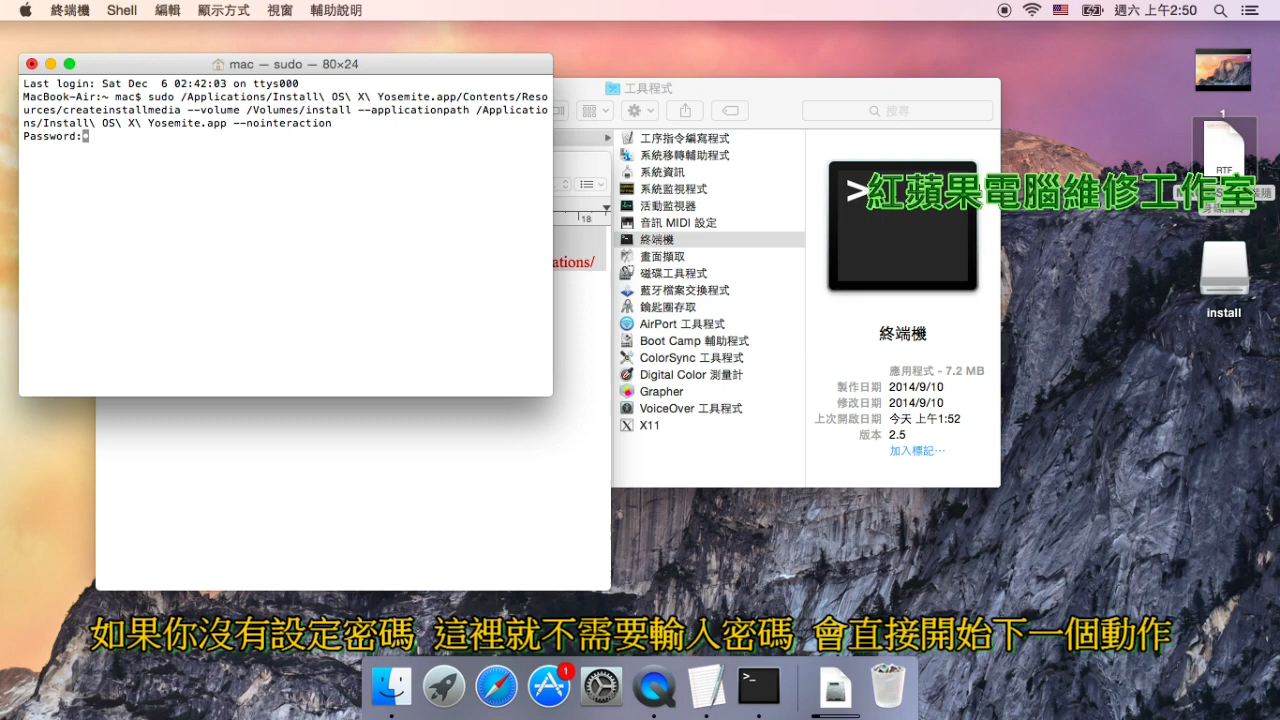 終端機 Shell 編輯 顯示方式 視窗 輔助說明 週六 上午2:50
mac — sudo — 80×24
Last login: Sat Dec  6 02:42:03 on ttys000
MacBook-Air:~ mac$ sudo /Applications/Install\ OS\ X\ Yosemite.app/Contents/Reso
urces/createinstallmedia --volume /Volumes/install --applicationpath /Applicatio
ns/Install\ OS\ X\ Yosemite.app --nointeraction
Password:
18
ations/
工具程式
搜尋
工序指令編寫程式
系統移轉輔助程式
系統資訊
系統監視程式
活動監視器
音訊 MIDI 設定
終端機
畫面擷取
磁碟工具程式
藍牙檔案交換程式
鑰匙圈存取
AirPort 工具程式
Boot Camp 輔助程式
ColorSync 工具程式
Digital Color 測量計
Grapher
VoiceOver 工具程式
X11
終端機
應用程式 - 7.2 MB
製作日期 2014/9/10
修改日期 2014/9/10
上次開啟日期 今天 上午1:52
版本 2.5
加入標記…
1
RTF
紅蘋果電腦維修工作室
身碟指令
install
如果你沒有設定密碼 這裡就不需要輸入密碼 會直接開始下一個動作
1